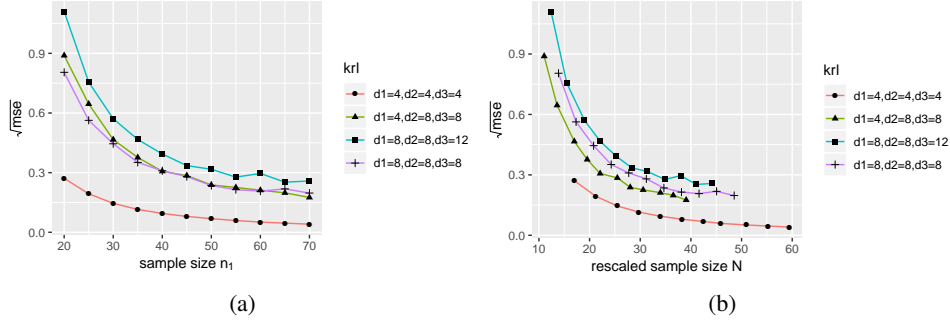 0.9
0.6
0.3
0.0
√mse
20
30
40
50
60
70
sample size n₁
krl
d1=4,d2=4,d3=4
d1=4,d2=8,d3=8
d1=8,d2=8,d3=12
d1=8,d2=8,d3=8
(a)
0.9
0.6
0.3
0.0
√mse
10
20
30
40
50
60
rescaled sample size N
krl
d1=4,d2=4,d3=4
d1=4,d2=8,d3=8
d1=8,d2=8,d3=12
d1=8,d2=8,d3=8
(b)